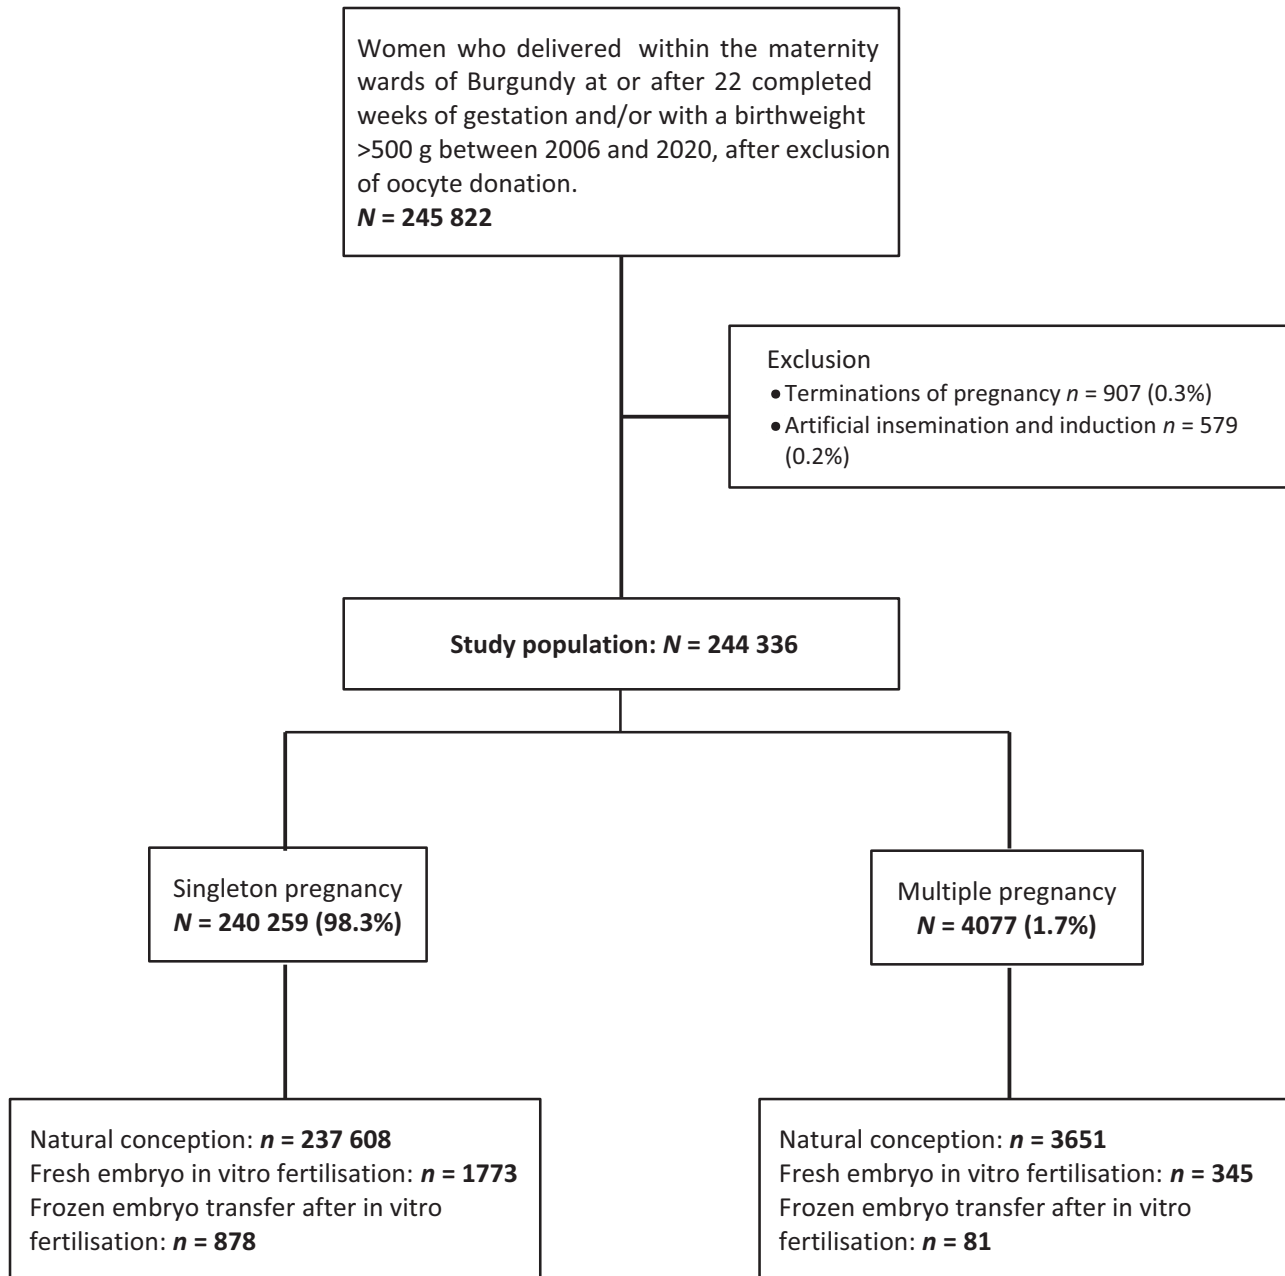 Women who delivered within the maternity
wards of Burgundy at or after 22 completed
weeks of gestation and/or with a birthweight
>500 g between 2006 and 2020, after exclusion
of oocyte donation.
N = 245 822
Exclusion
• Terminations of pregnancy n = 907 (0.3%)
• Artificial insemination and induction n = 579
(0.2%)
Study population: N = 244 336
Singleton pregnancy
N = 240 259 (98.3%)
Multiple pregnancy
N = 4077 (1.7%)
Natural conception: n = 237 608
Fresh embryo in vitro fertilisation: n = 1773
Frozen embryo transfer after in vitro
fertilisation: n = 878
Natural conception: n = 3651
Fresh embryo in vitro fertilisation: n = 345
Frozen embryo transfer after in vitro
fertilisation: n = 81